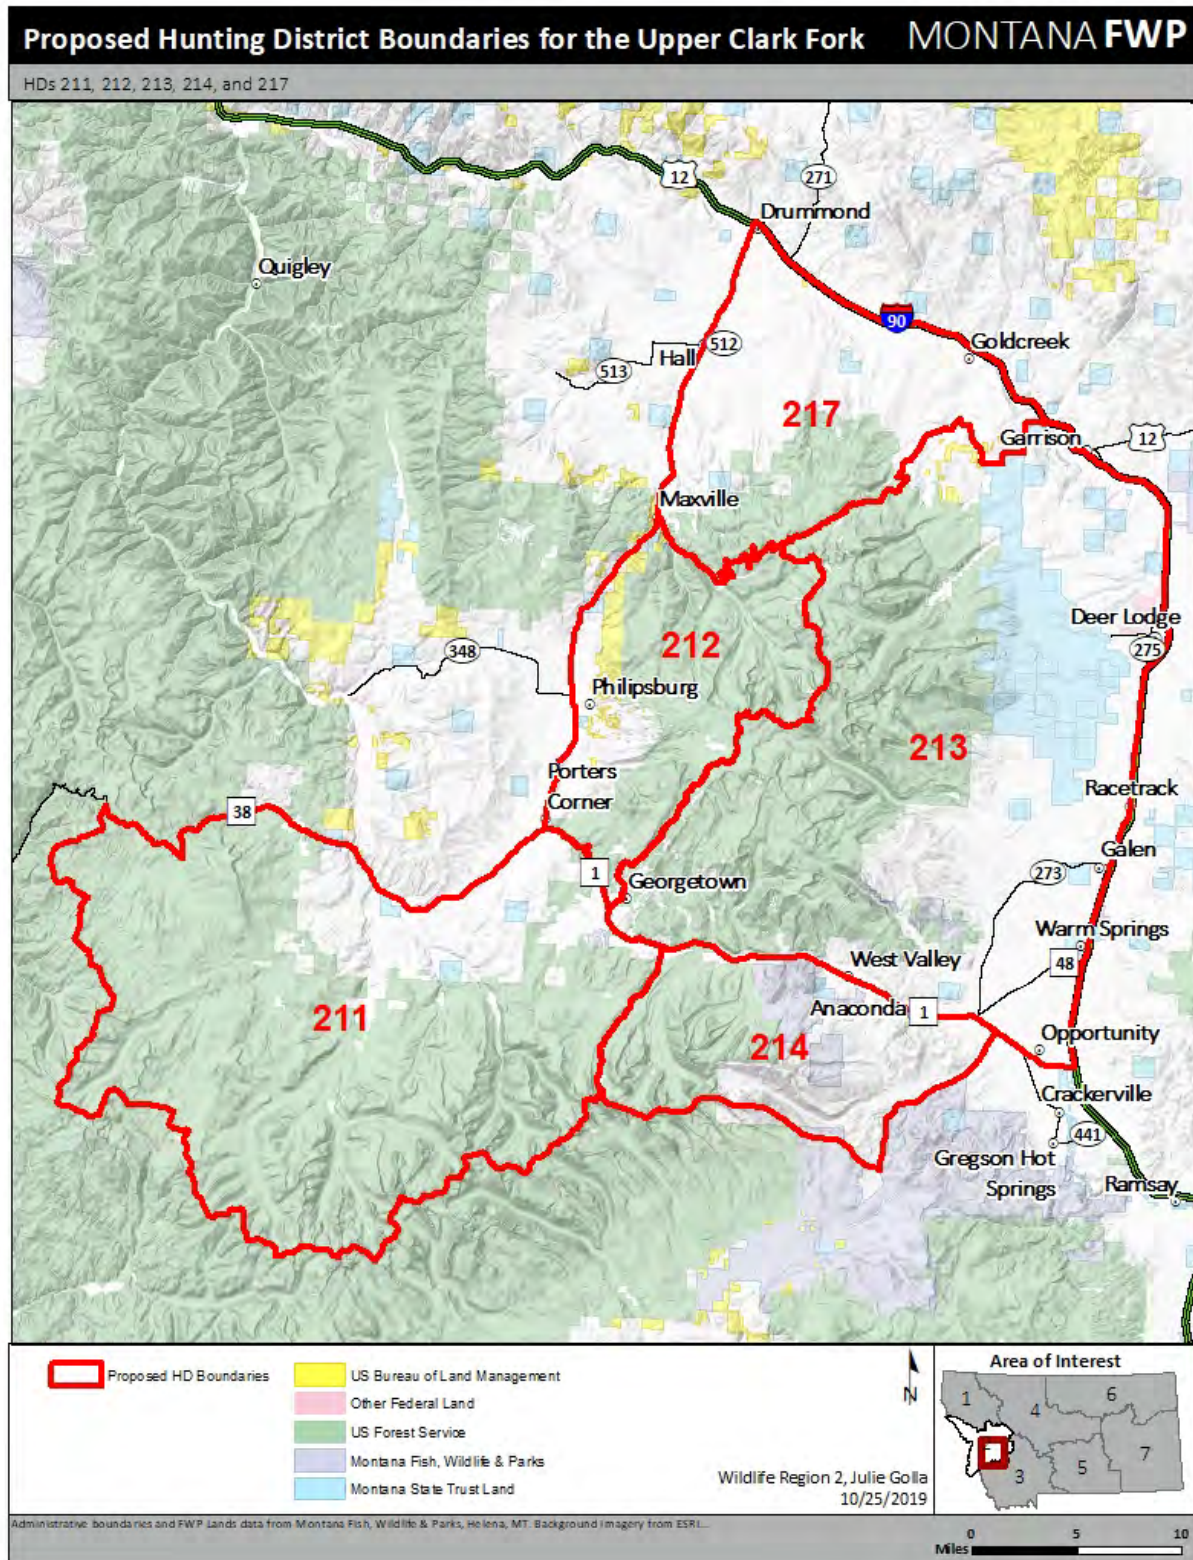 Proposed Hunting District Boundaries for the Upper Clark Fork MONTANA FWP
HDs 211, 212, 213, 214, and 217
12
271
Drummond
Quigley
90
Goldcreek
512
Hall
513
217
Garrison
12
Maxville
Deer Lodge
275
212
348
Philipsburg
213
Porters
Corner
Racetrack
38
Galen
1
273
Georgetown
Warm Springs
48
West Valley
Anaconda
1
211
214
Opportunity
Crackerville
441
Gregson Hot
Springs
Ramsay
Proposed HD Boundaries
US Bureau of Land Management
Other Federal Land
US Forest Service
Montana Fish, Wildlife & Parks
Montana State Trust Land
N
Wildlife Region 2, Julie Golla
10/25/2019
Area of Interest
1
4
6
3
5
7
Administrative boundaries and FWP Lands data from Montana Fish, Wildlife & Parks, Helena, MT. Background Imagery from ESRI...
0 5 10
Miles